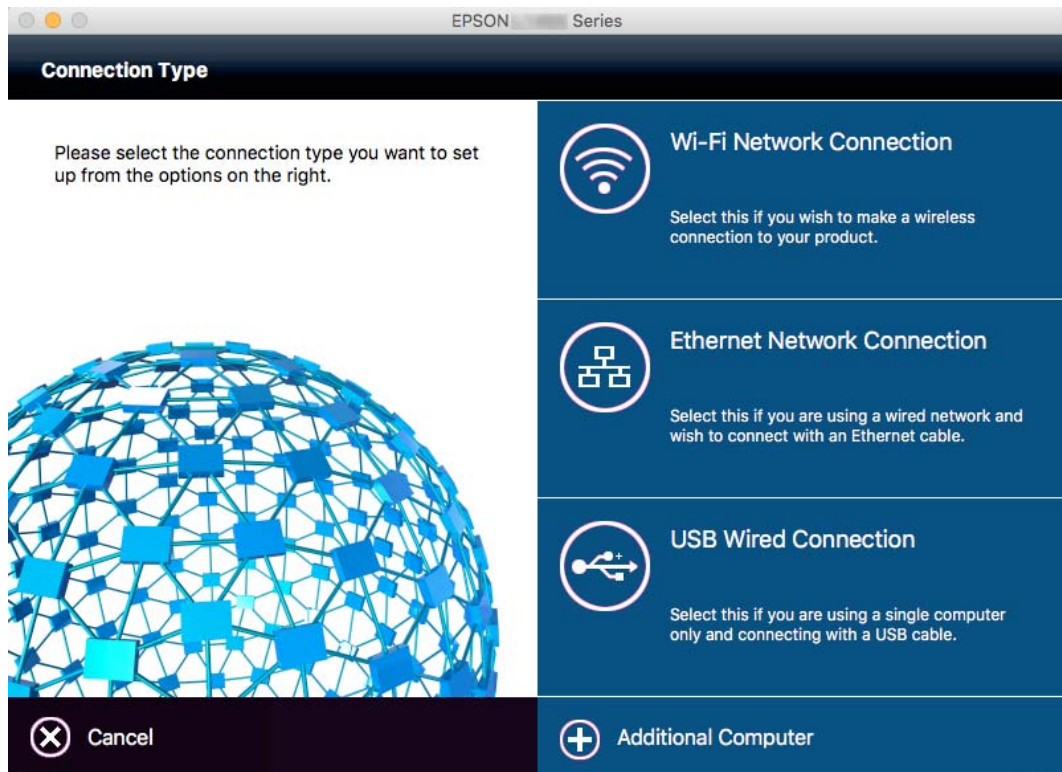 EPSON Series
Connection Type
Please select the connection type you want to set
up from the options on the right.
Wi-Fi Network Connection
Select this if you wish to make a wireless
connection to your product.
Ethernet Network Connection
Select this if you are using a wired network and
wish to connect with an Ethernet cable.
USB Wired Connection
Select this if you are using a single computer
only and connecting with a USB cable.
Cancel
Additional Computer